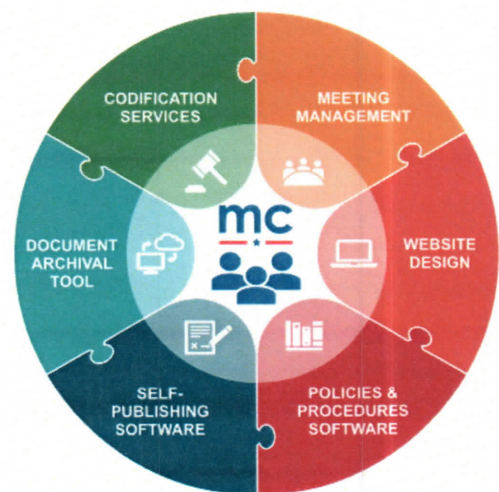 CODIFICATION
SERVICES
MEETING
MANAGEMENT
DOCUMENT
ARCHIVAL
TOOL
mc
WEBSITE
DESIGN
SELF-
PUBLISHING
SOFTWARE
POLICIES &
PROCEDURES
SOFTWARE